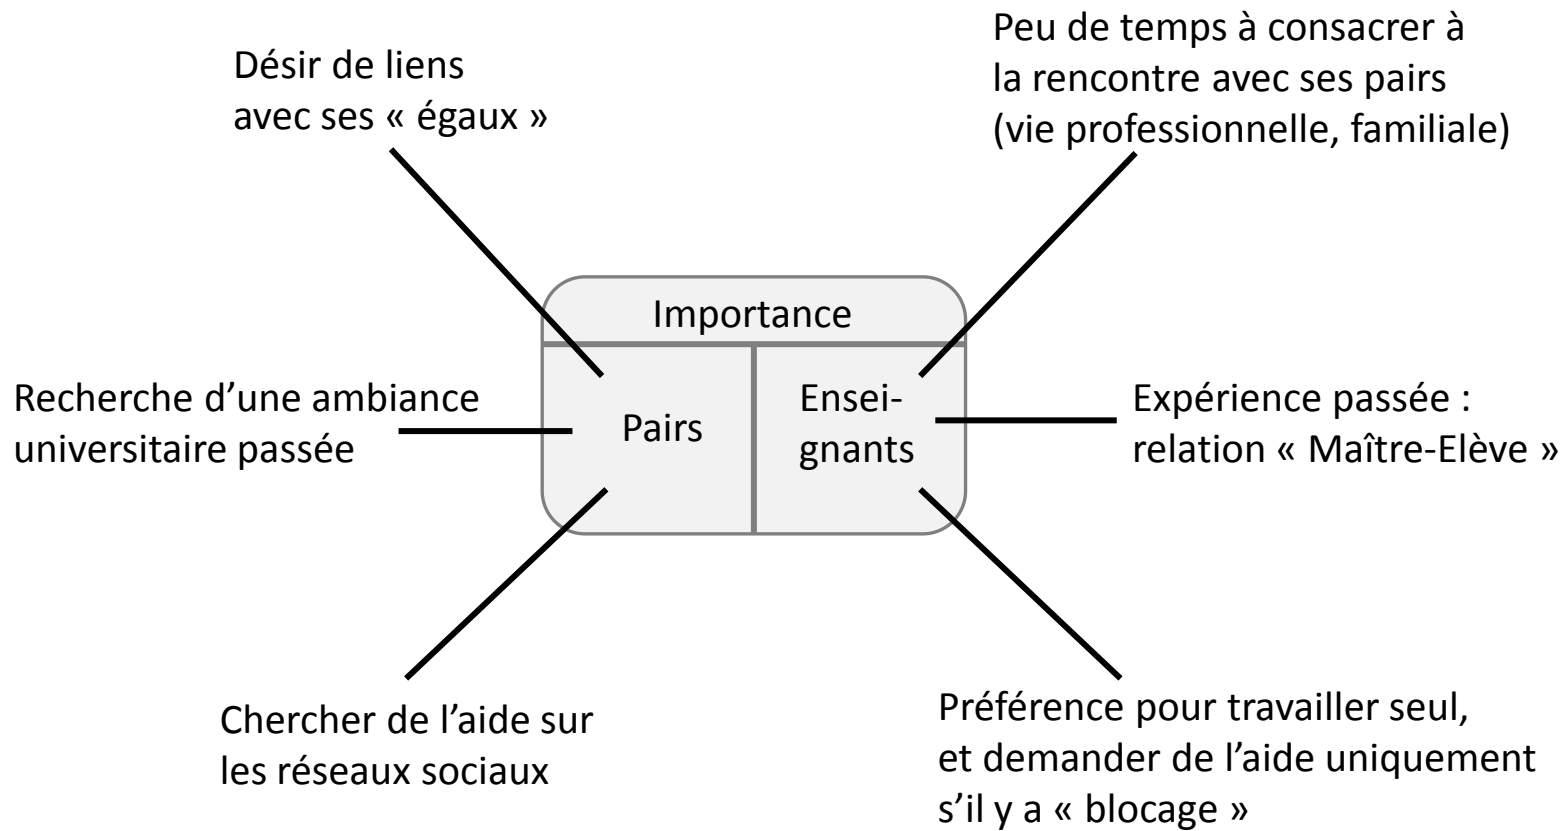 Désir de liens
avec ses « égaux »
Peu de temps à consacrer à
la rencontre avec ses pairs
(vie professionnelle, familiale)
Importance
Recherche d’une ambiance
universitaire passée
Pairs
Ensei-
gnants
Expérience passée :
relation « Maître-Elève »
Chercher de l’aide sur
les réseaux sociaux
Préférence pour travailler seul,
et demander de l’aide uniquement
s’il y a « blocage »